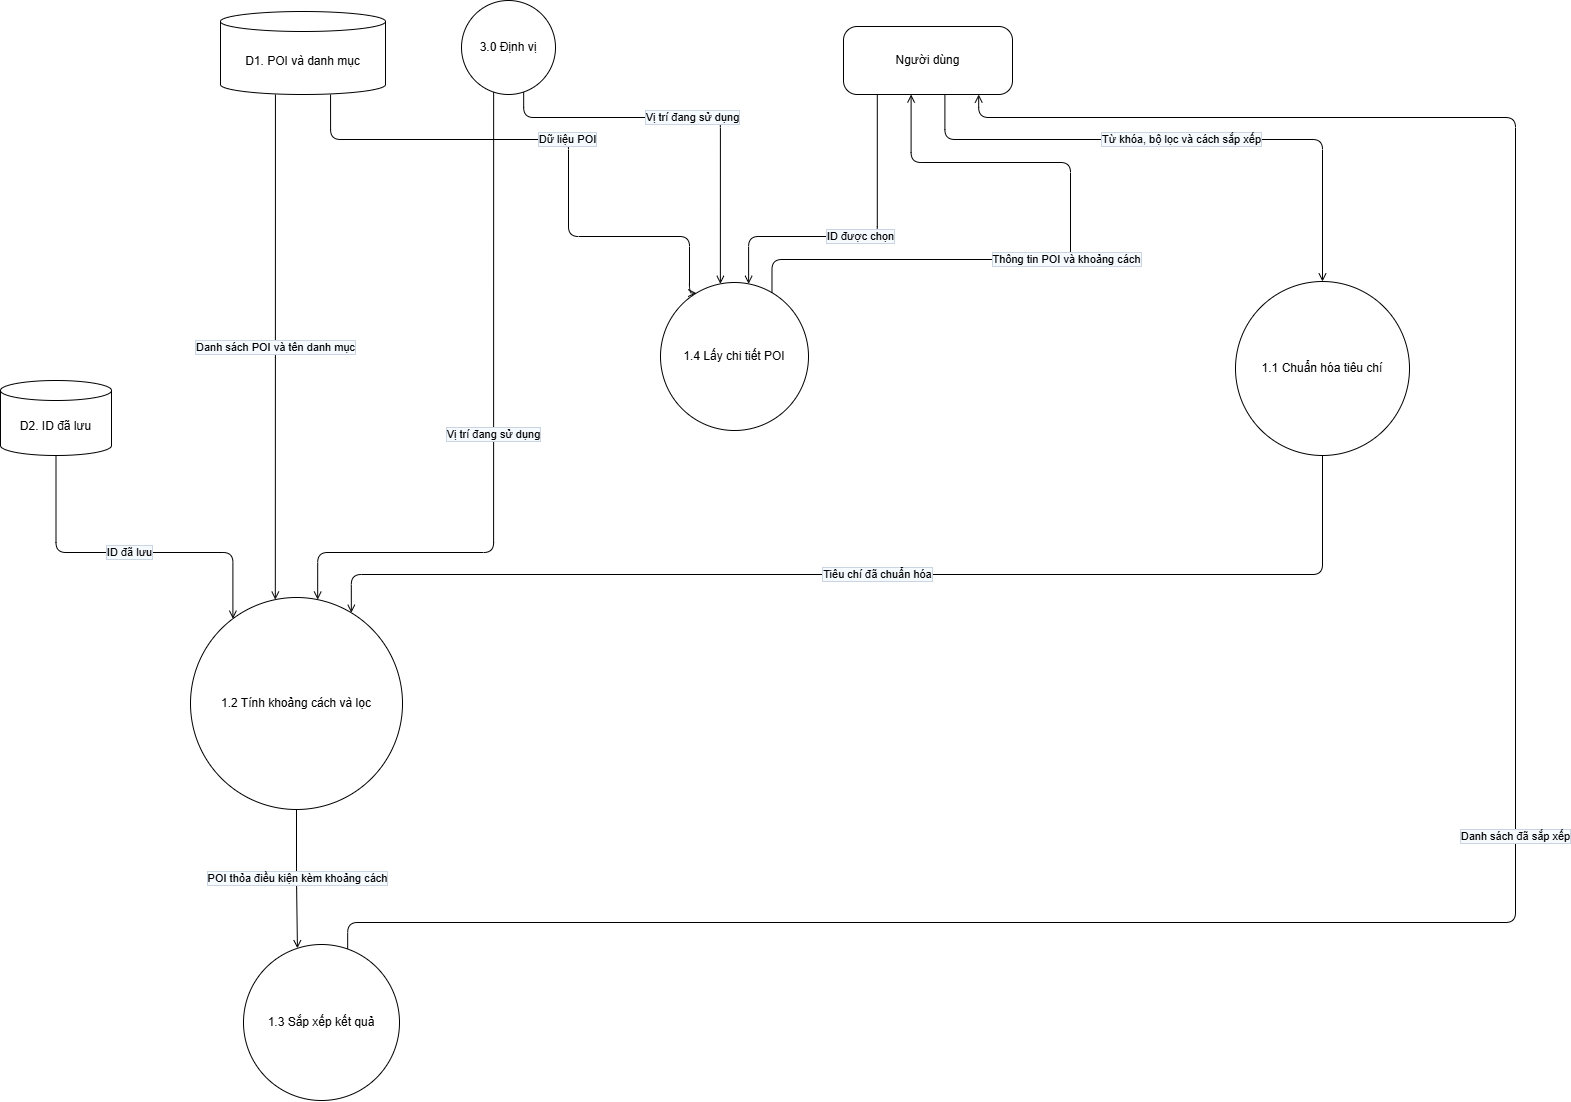 3.0 Định vị
D1. POI và danh mục
Người dùng
Vị trí đang sử dụng
Dữ liệu POI
Từ khóa, bộ lọc và cách sắp xếp
ID được chọn
Thông tin POI và khoảng cách
Danh sách POI và tên danh mục
1.4 Lấy chi tiết POI
1.1 Chuẩn hóa tiêu chí
D2. ID đã lưu
Vị trí đang sử dụng
ID đã lưu
Tiêu chí đã chuẩn hóa
1.2 Tính khoảng cách và lọc
Danh sách đã sắp xếp
POI thỏa điều kiện kèm khoảng cách
1.3 Sắp xếp kết quả